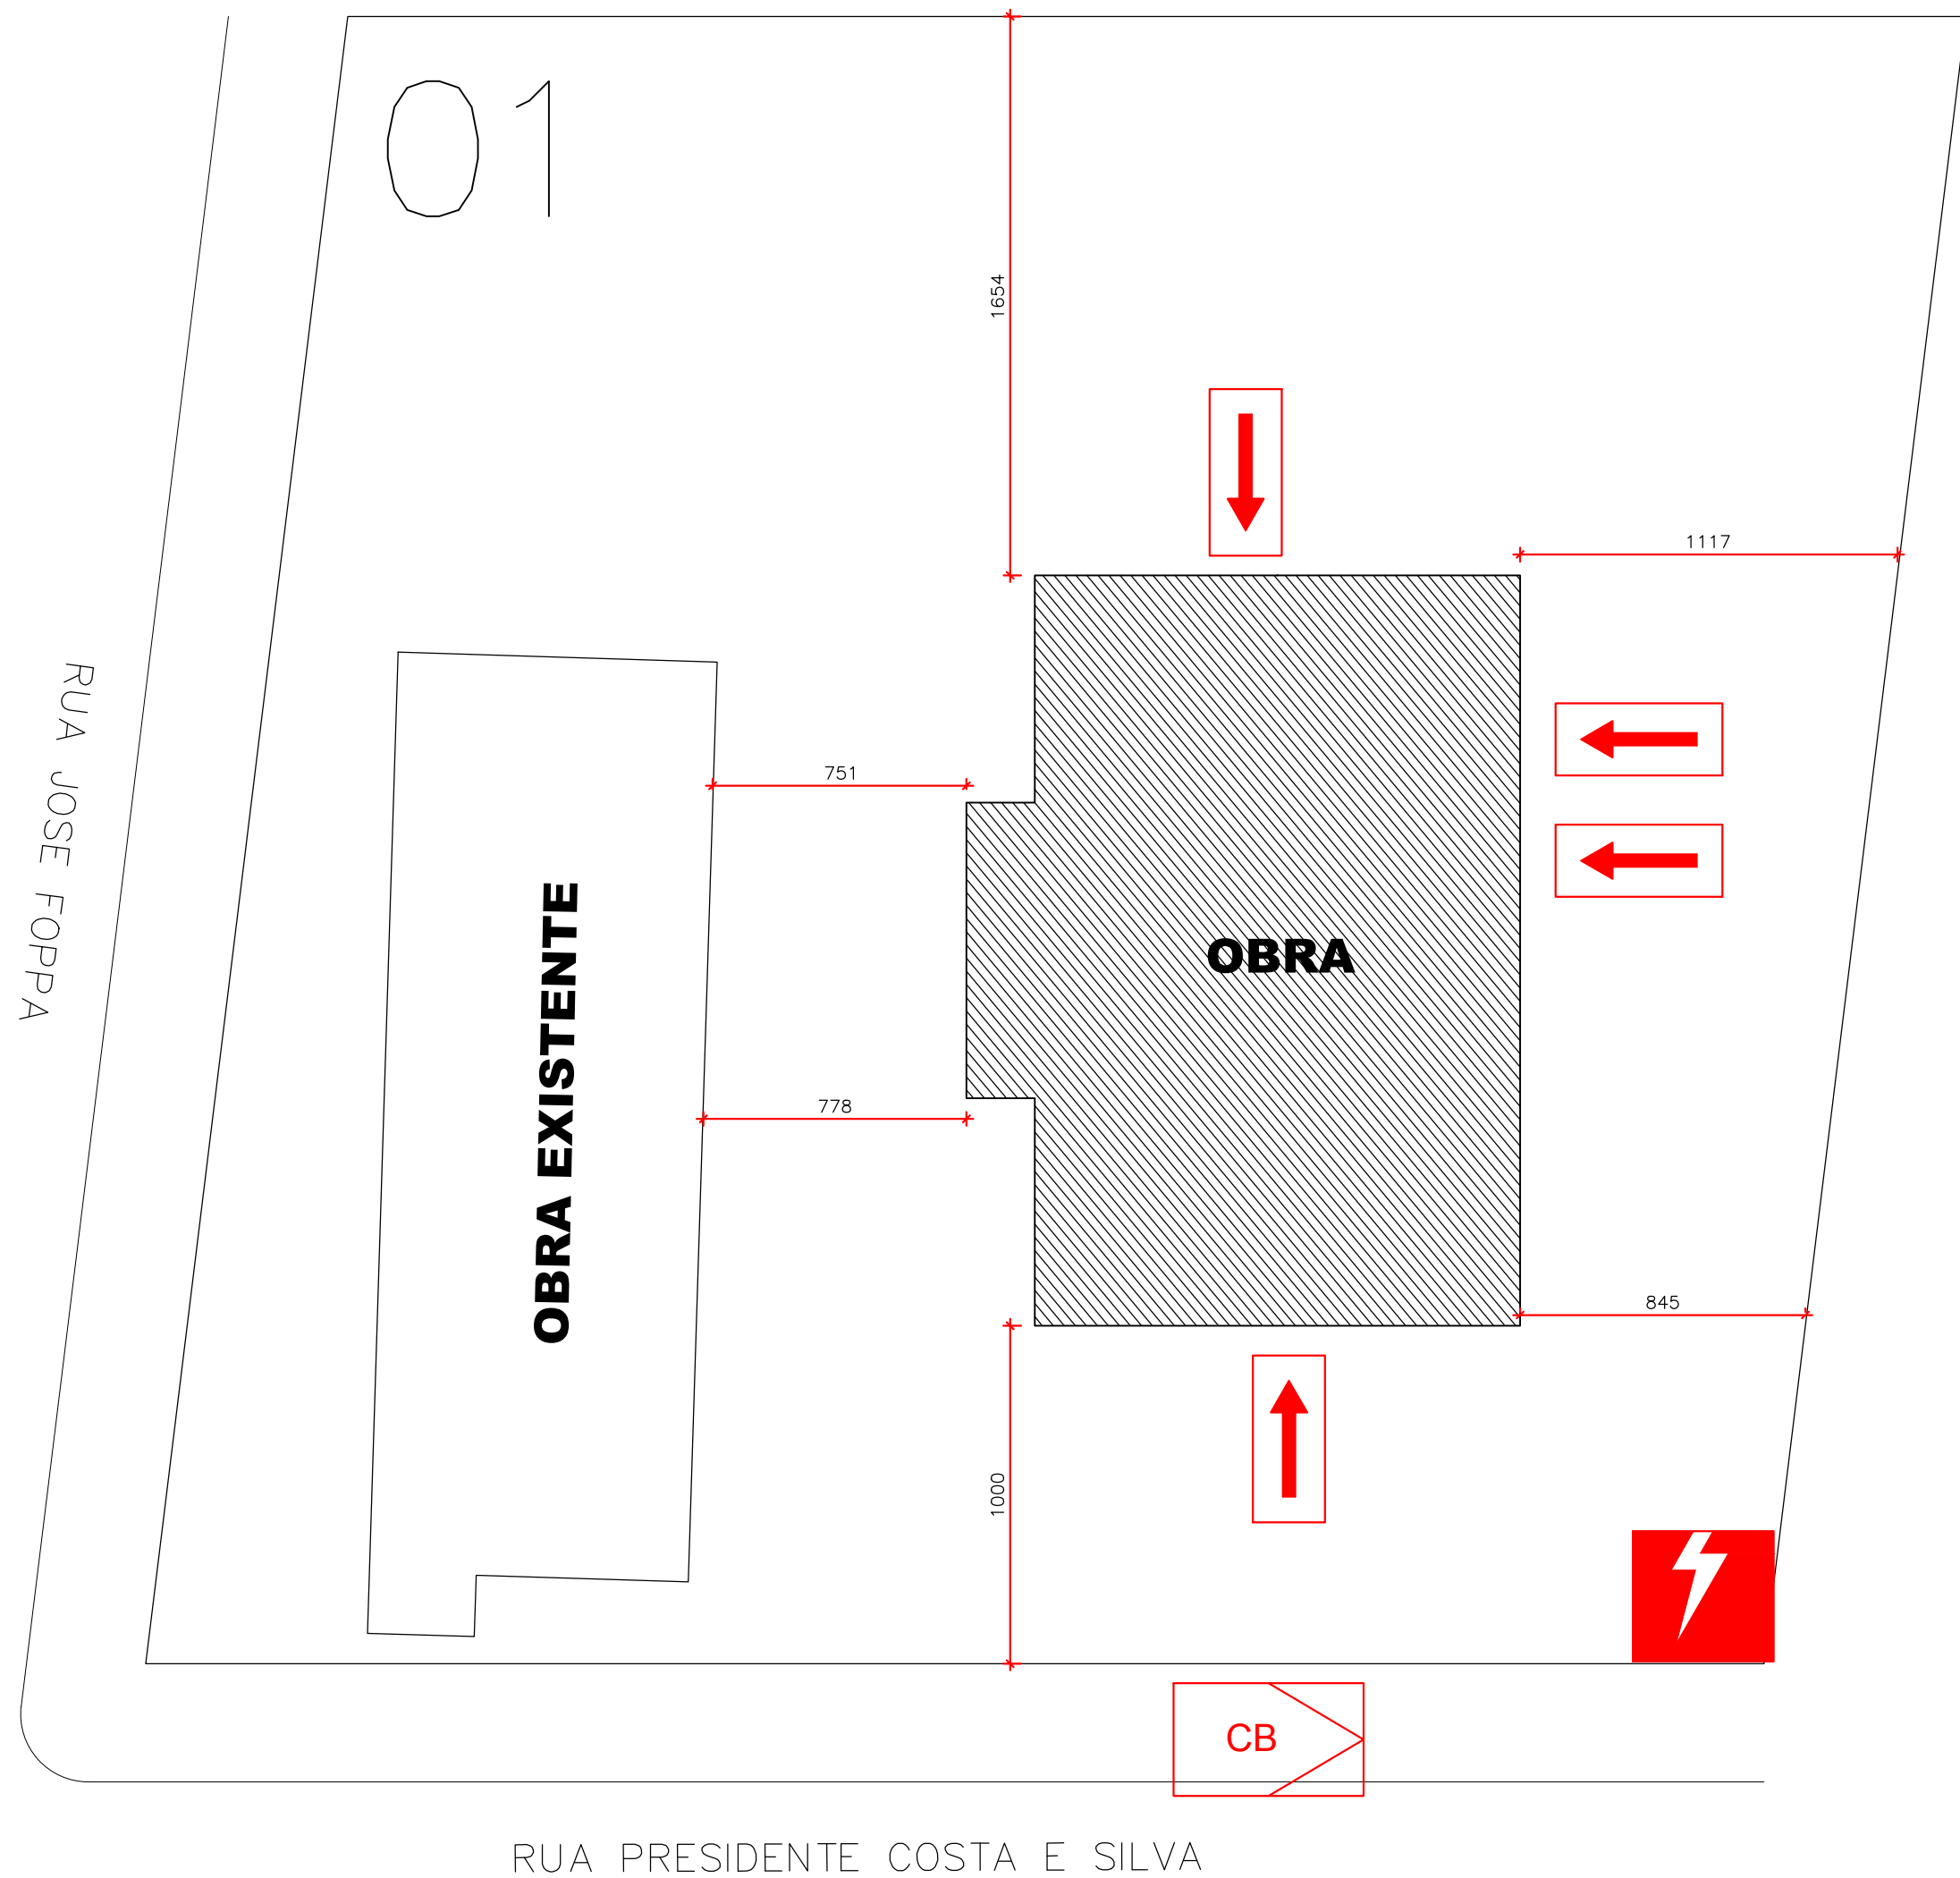 01
1654
1117
RUA JOSE FOPPA
751
OBRA EXISTENTE
OBRA
778
845
1000
CB
RUA PRESIDENTE COSTA E SILVA